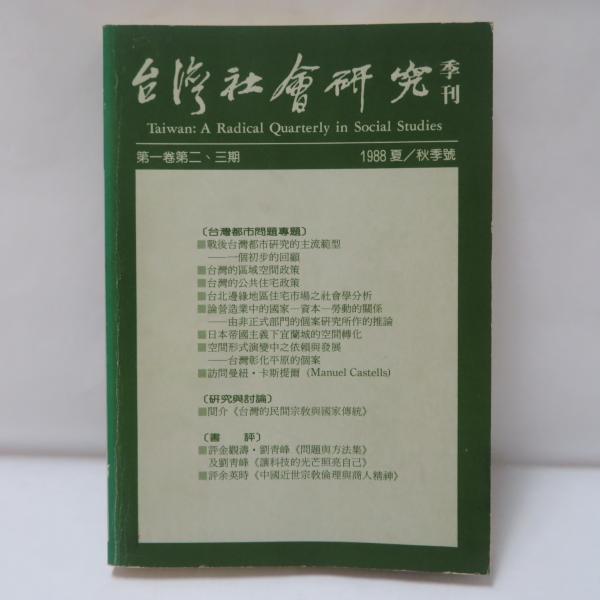 台灣社會研究季刊
Taiwan: A Radical Quarterly in Social Studies
第一卷第二、三期 1988夏／秋季號
〔台灣都市問題專題〕
■戰後台灣都市研究的主流範型
——一個初步的回顧
■台灣的區域空間政策
■台灣的公共住宅政策
■台北邊緣地區住宅市場之社會學分析
■論營造業中的國家—資本—勞動的關係
——由非正式部門的個案研究所作的推論
■日本帝國主義下宜蘭城的空間轉化
■空間形式演變中之依賴與發展
——台灣彰化平原的個案
■訪問曼紐・卡斯提爾（Manuel Castells）
〔研究與討論〕
■簡介《台灣的民間宗教與國家傳統》
〔書 評〕
■評金觀濤・劉青峰《問題與方法集》
及劉青峰《讓科技的光芒照亮自己》
■評余英時《中國近世宗教倫理與商人精神》